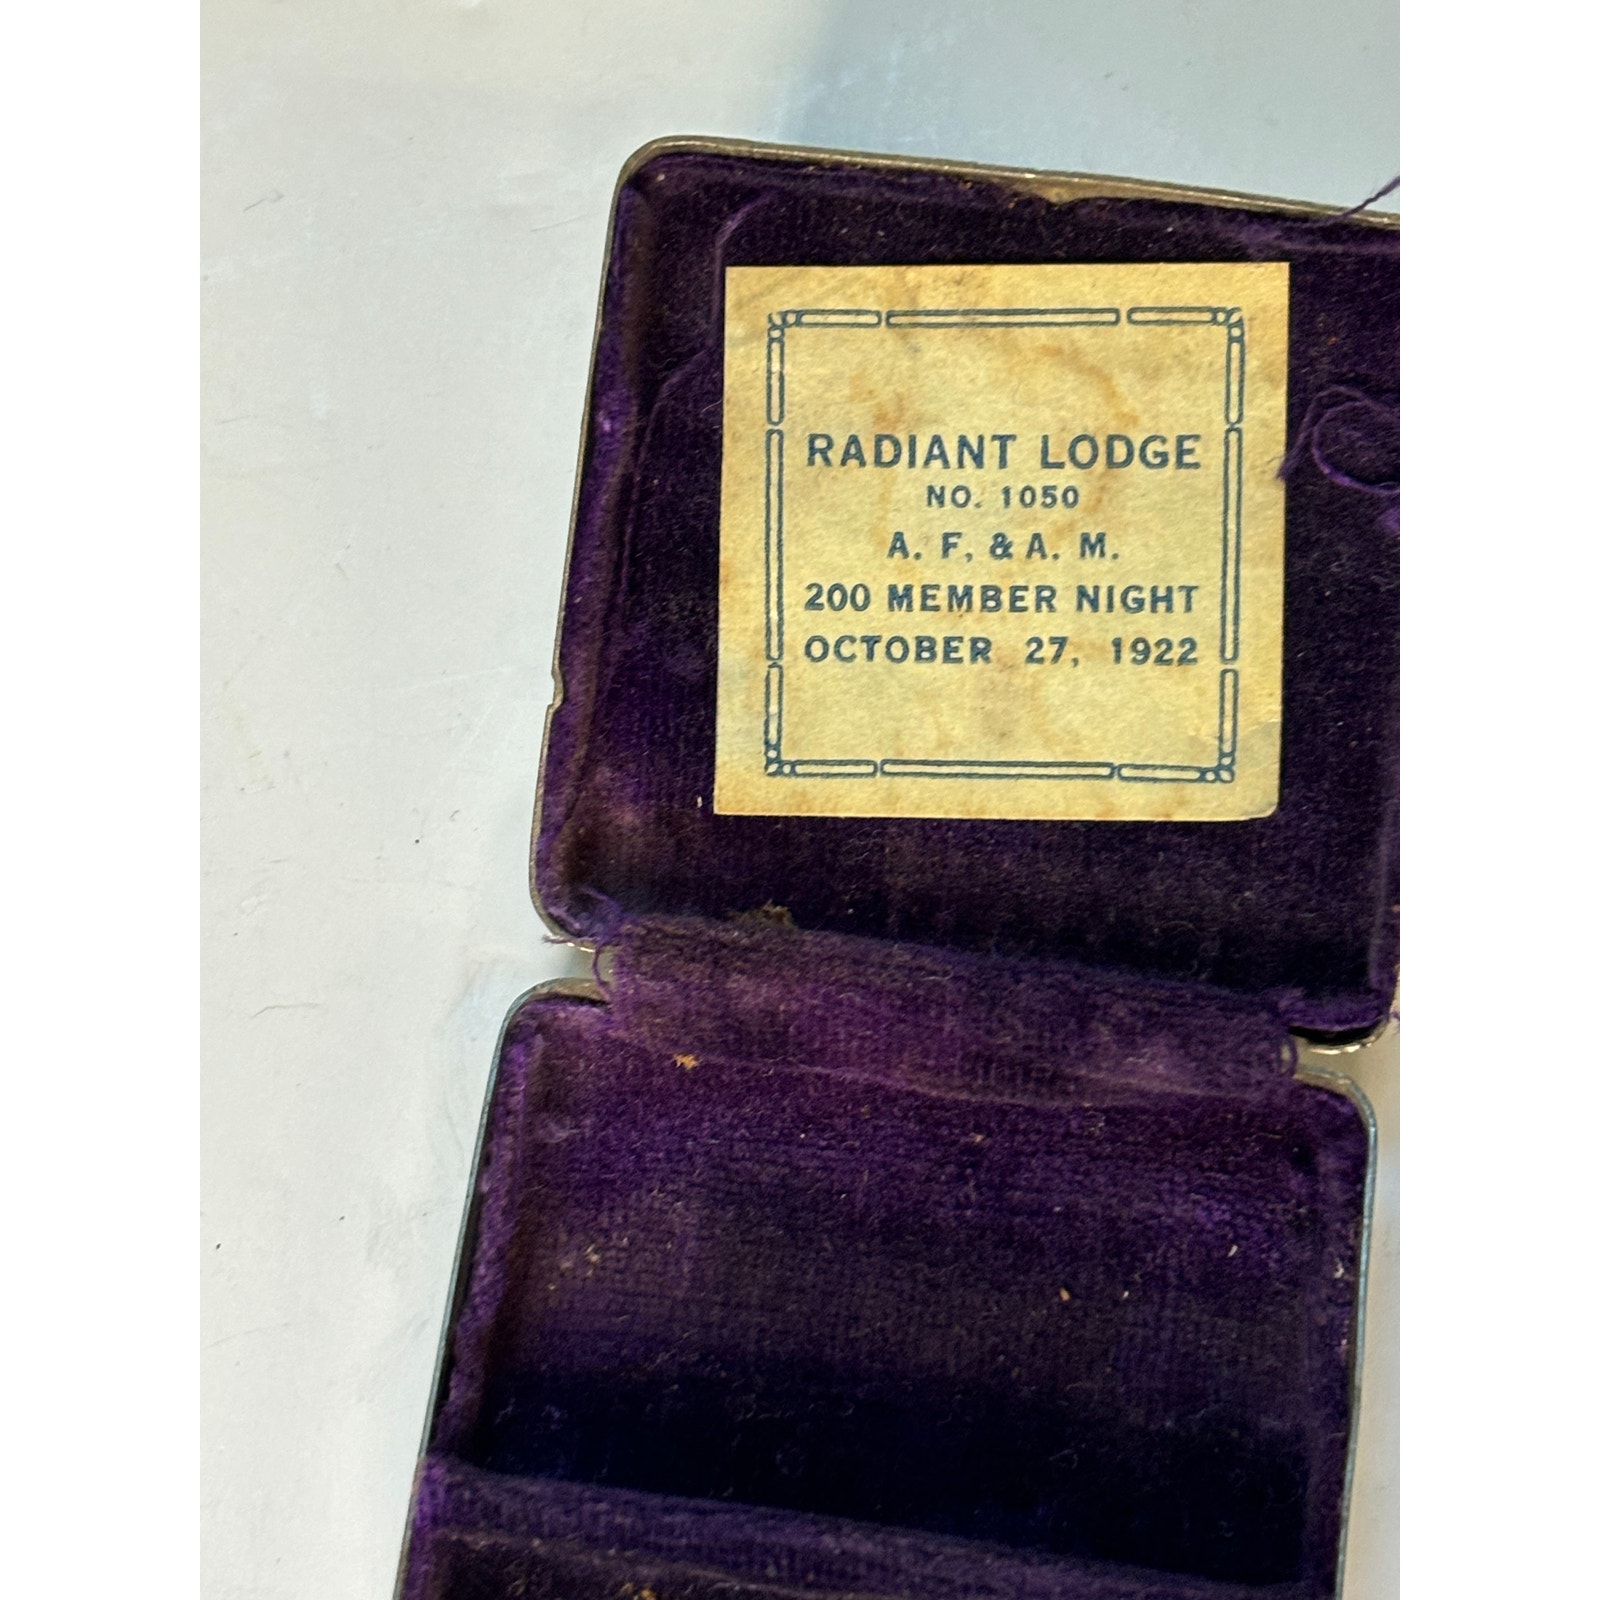 RADIANT LODGE
NO. 1050
A. F. & A. M.
200 MEMBER NIGHT
OCTOBER 27, 1922